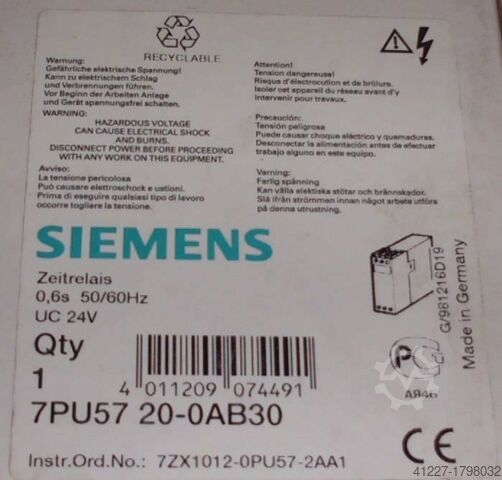 RECYCLABLE
Warnung:
Gefährliche elektrische Spannung!
Kann zu elektrischem Schlag
und Verbrennungen führen.
Vor Beginn der Arbeiten Anlage
und Gerät spannungsfrei schalten.
WARNING:
HAZARDOUS VOLTAGE
CAN CAUSE ELECTRICAL SHOCK
AND BURNS.
DISCONNECT POWER BEFORE PROCEEDING
WITH ANY WORK ON THIS EQUIPMENT.
Avviso:
La tensione pericolosa
Può causare elettroshock e ustioni.
Prima di eseguire qualsiasi tipo di lavoro
occorre togliere la tensione.
Attention!
Tension dangereuse!
Risque d'électrocution et de brûlure.
Isoler cet appareil du réseau avant d'y
intervenir pour travaux.
Precaución:
Tensión peligrosa
Puede causar choque eléctrico y quemaduras.
Desconectar la alimentación antes de efectuar
trabajo alguno en este equipo.
Varning:
Farlig spänning
Kan vålla elektriska stötar och brännskador.
Slå ifrån strömmen innan något arbete utförs
på denna utrustning.
SIEMENS
Zeitrelais
0,6s 50/60Hz
UC 24V
Qty
1
4 011209 074491
7PU57 20-0AB30
Instr.Ord.No.: 7ZX1012-0PU57-2AA1
G/981216D19
Made in Germany
PC
CE
41227-1798032